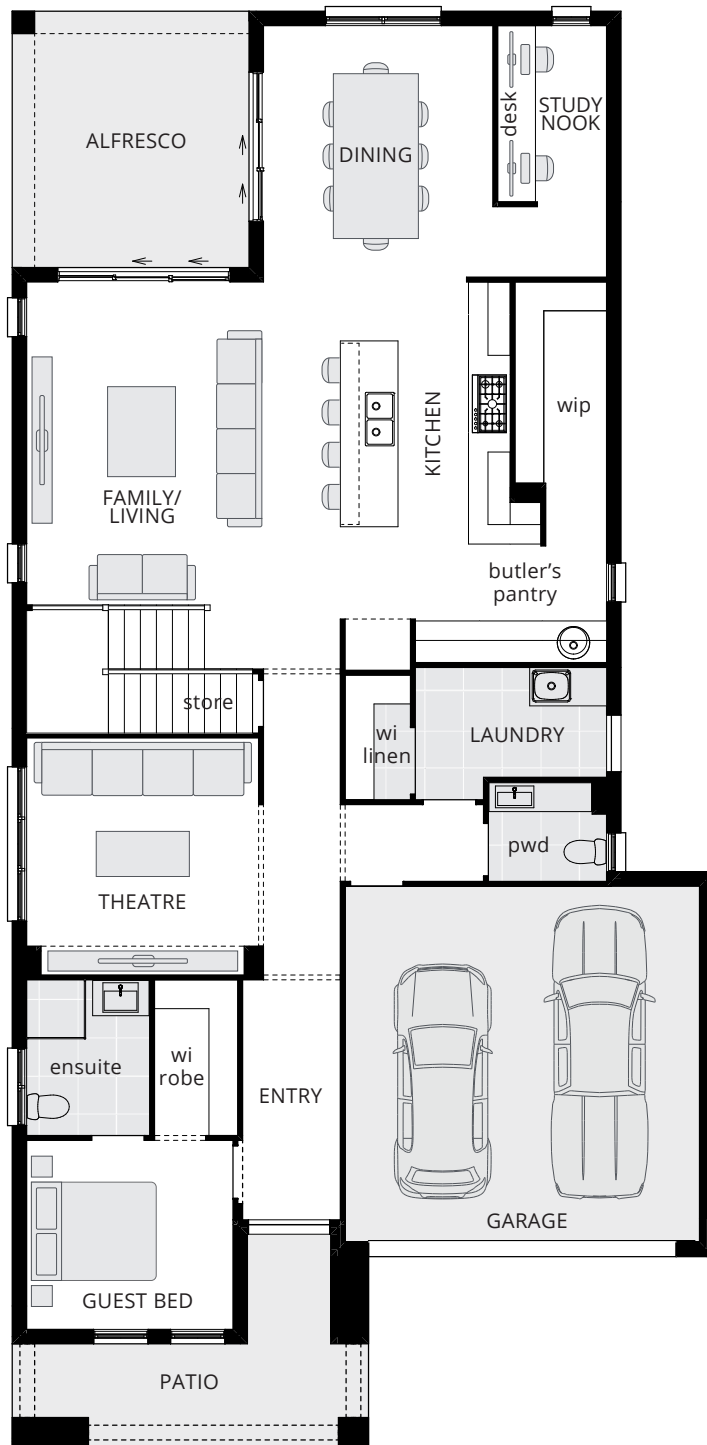 ALFRESCO
DINING
desk
STUDY
NOOK
wip
KITCHEN
FAMILY/
LIVING
butler's
pantry
store
wi
linen
LAUNDRY
pwd
THEATRE
ensuite
wi
robe
ENTRY
GARAGE
GUEST BED
PATIO